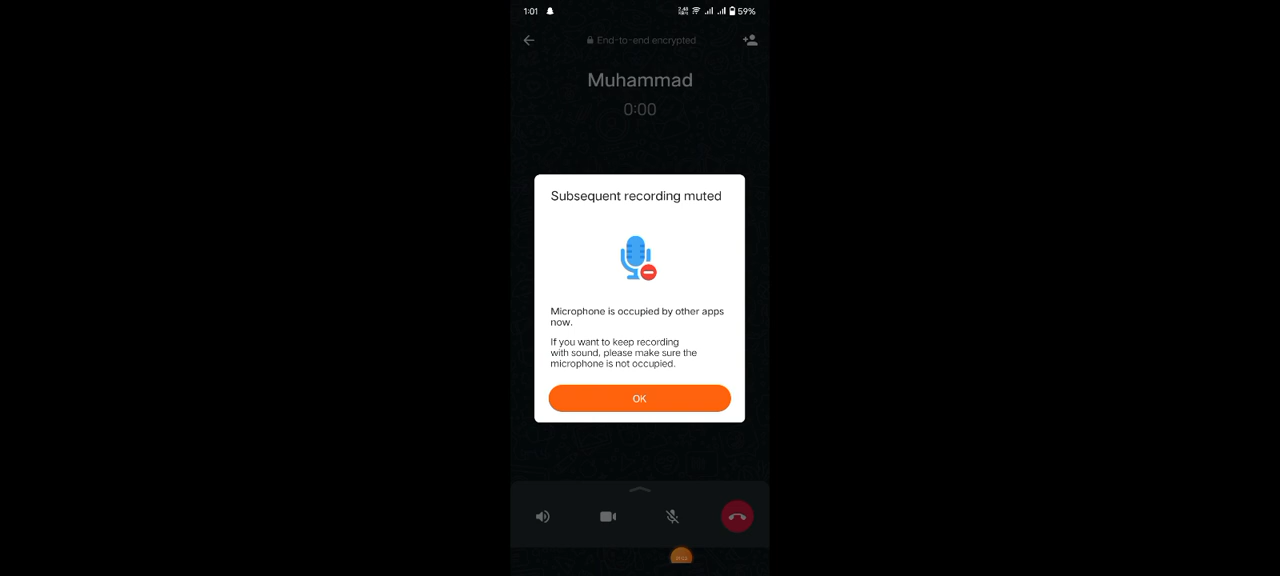 1:01
59%
End-to-end encrypted
Muhammad
0:00
Subsequent recording muted
Microphone is occupied by other apps
now.
If you want to keep recording
with sound, please make sure the
microphone is not occupied.
OK